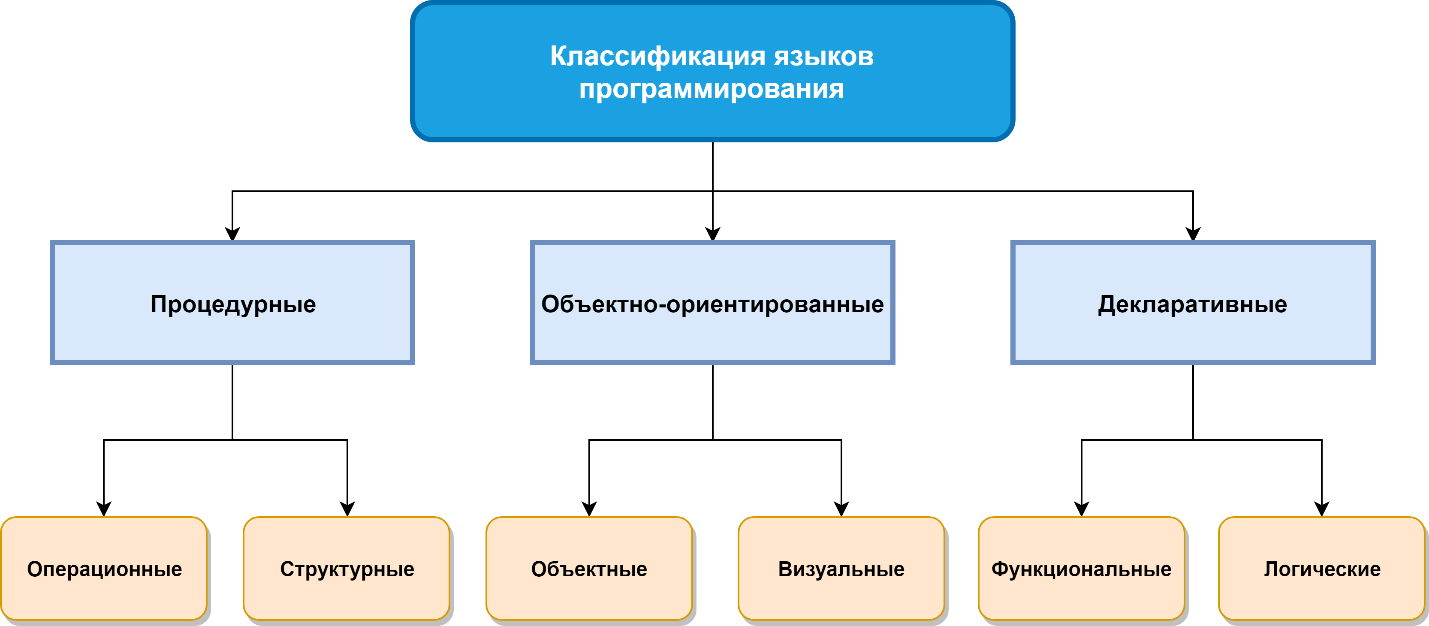 Классификация языков
программирования
Процедурные
Объектно-ориентированные
Декларативные
Операционные
Структурные
Объектные
Визуальные
Функциональные
Логические